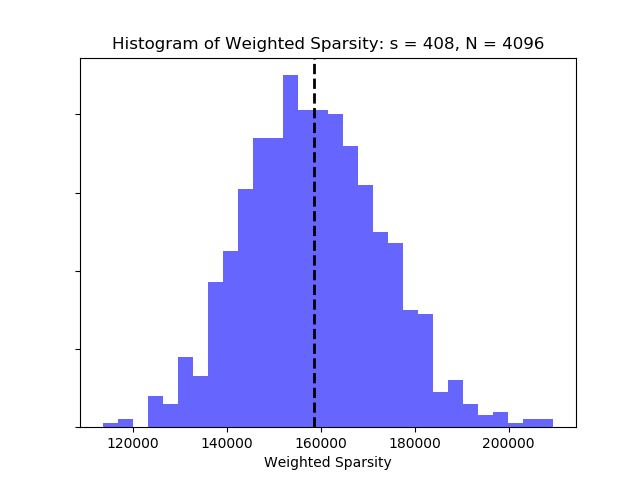 Histogram of Weighted Sparsity: s = 408, N = 4096
120000 140000 160000 180000 200000
Weighted Sparsity